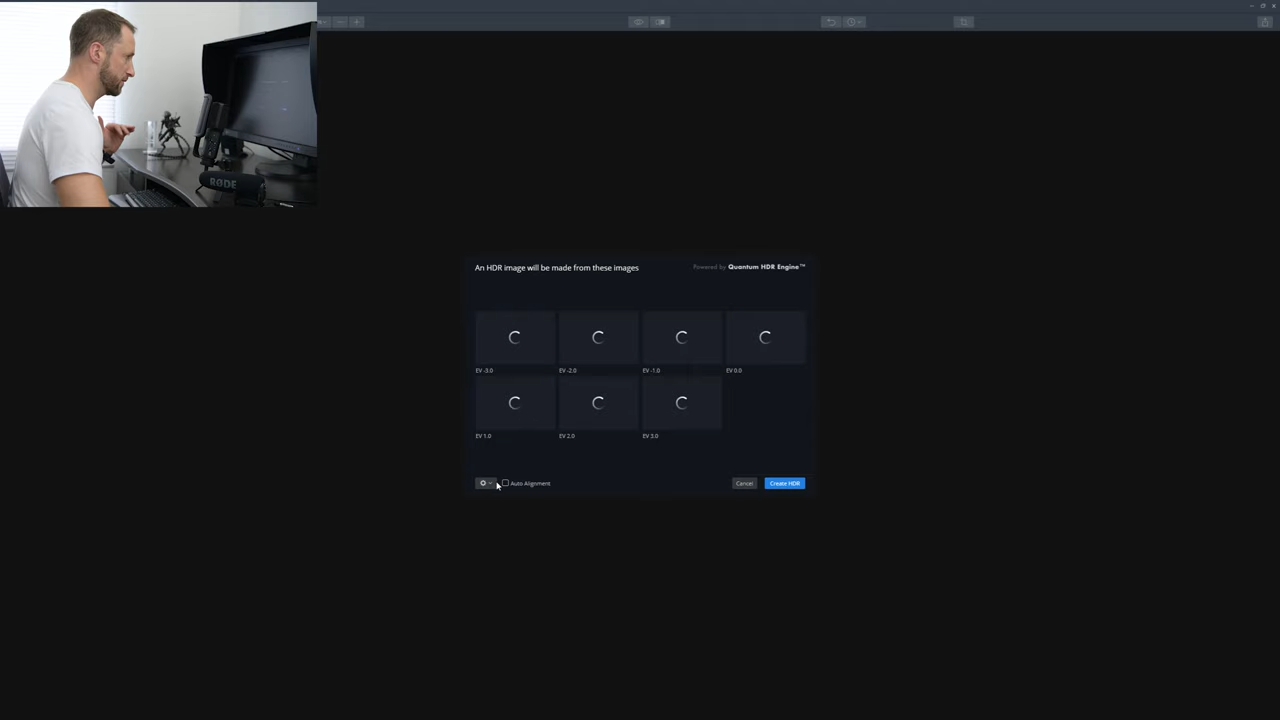 RØDE
An HDR image will be made from these images
Powered by Quantum HDR Engine™
EV -3.0
EV -2.0
EV -1.0
EV 0.0
EV 1.0
EV 2.0
EV 3.0
Auto Alignment
Cancel
Create HDR